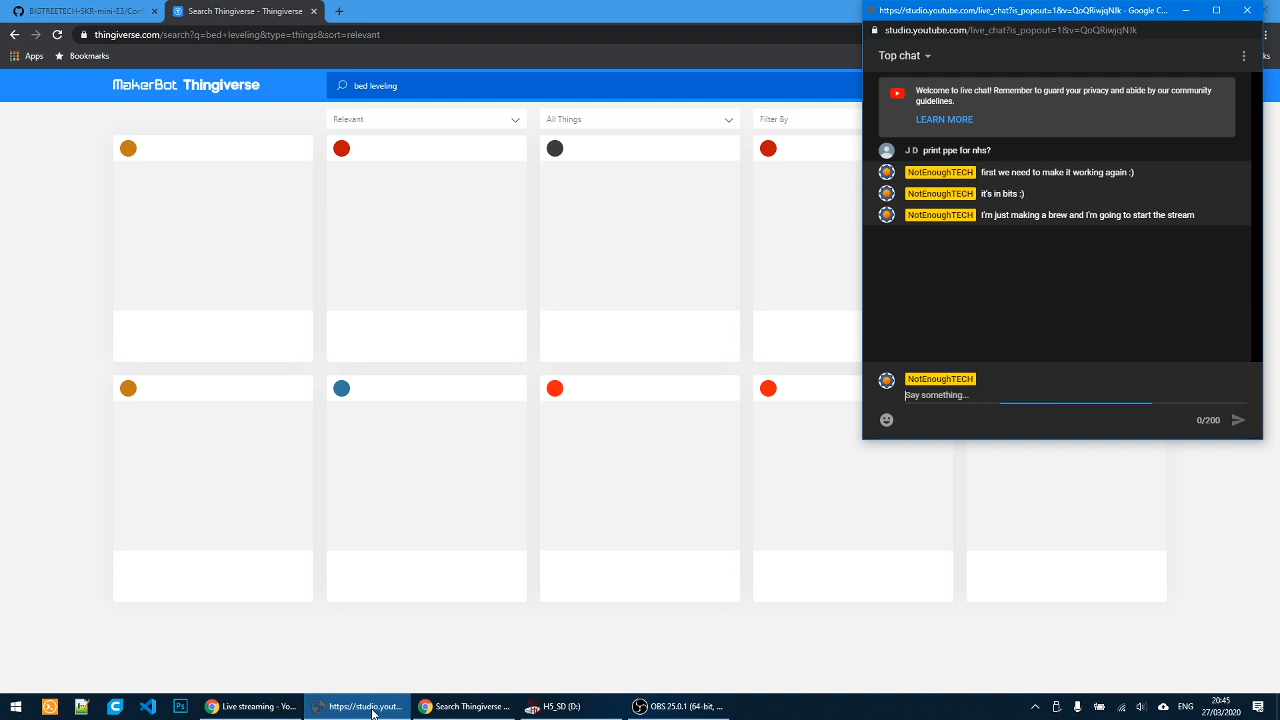 BIGTREETECH-SKR-mini-E3/Conf
Search Thingiverse - Thingiverse
thingiverse.com/search?q=bed+leveling&type=things&sort=relevant
Apps
Bookmarks
MakerBot Thingiverse
bed leveling
Relevant
All Things
Filter By
https://studio.youtube.com/live_chat?is_popout=1&v=QoQRiwjqNJk - Google C...
studio.youtube.com/live_chat?is_popout=1&v=QoQRiwjqNJk
Top chat
Welcome to live chat! Remember to guard your privacy and abide by our community
guidelines.
LEARN MORE
J D print ppe for nhs?
NotEnoughTECH first we need to make it working again :)
NotEnoughTECH it's in bits :)
NotEnoughTECH I'm just making a brew and I'm going to start the stream
NotEnoughTECH
Say something...
0/200
Live streaming - Yo...
https://studio.yout...
Search Thingiverse ...
H5_SD (D:)
OBS 25.0.1 (64-bit, ...
ENG
20:45
27/03/2020